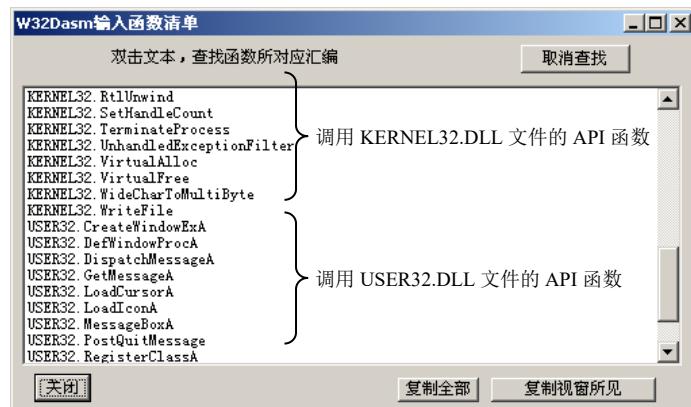 W32Dasm输入函数清单
双击文本，查找函数所对应汇编
取消查找
KERNEL32.RtlUnwind
KERNEL32.SetHandleCount
KERNEL32.TerminateProcess
KERNEL32.UnhandledExceptionFilter
KERNEL32.VirtualAlloc
KERNEL32.VirtualFree
KERNEL32.WideCharToMultiByte
KERNEL32.WriteFile
调用 KERNEL32.DLL 文件的 API 函数
USER32.CreateWindowExA
USER32.DefWindowProcA
USER32.DispatchMessageA
USER32.GetMessageA
USER32.LoadCursorA
USER32.LoadIconA
USER32.MessageBoxA
USER32.PostQuitMessage
USER32.RegisterClassA
调用 USER32.DLL 文件的 API 函数
关闭
复制全部
复制视窗所见